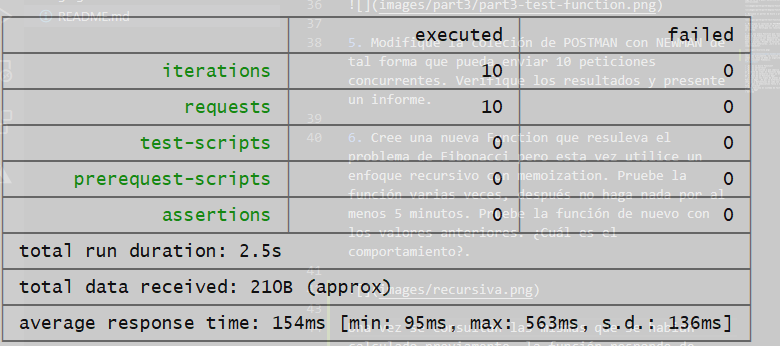 README.md
36 ![](images/part3/part3-test-function.png)
37
executed failed
38 5. Modifique la coleción de POSTMAN con NEWMAN de
tal forma que pueda enviar 10 peticiones
iterations 10 0
concurrentes. Verifique los resultados y presente
un informe.
requests 10 0
39
40 6. Cree una nueva Function que resuleva el
test-scripts 0 0
problema de Fibonacci pero esta vez utilice un
enfoque recursivo con memoization. Pruebe la
prerequest-scripts 0 0
función varias veces, después no haga nada por al
menos 5 minutos. Pruebe la función de nuevo con
assertions 0 0
los valores anteriores. ¿Cuál es el
comportamiento?.
total run duration: 2.5s
41
total data received: 210B (approx)
![](images/recursiva.png)
43
average response time: 154ms [min: 95ms, max: 563ms, s.d.: 136ms]